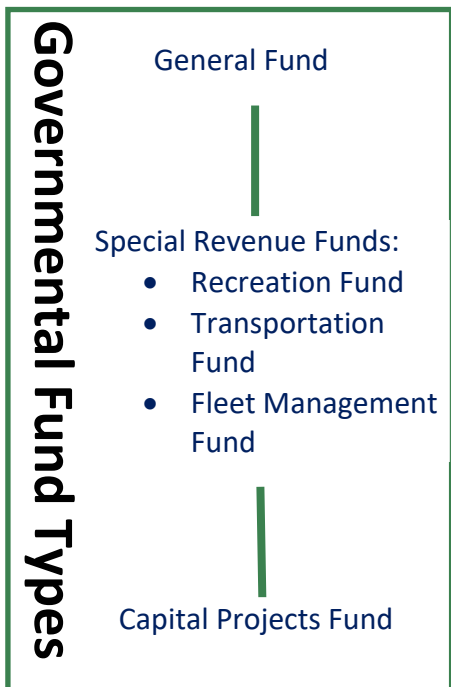 Governmental Fund Types
General Fund
Special Revenue Funds:
• Recreation Fund
• Transportation
Fund
• Fleet Management
Fund
Capital Projects Fund